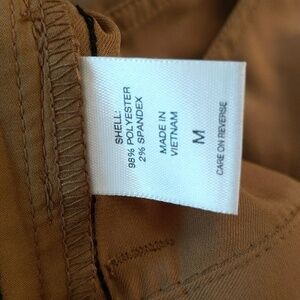 SHELL:
98% POLYESTER
2% SPANDEX
MADE IN
VIETNAM
M
CARE ON REVERSE